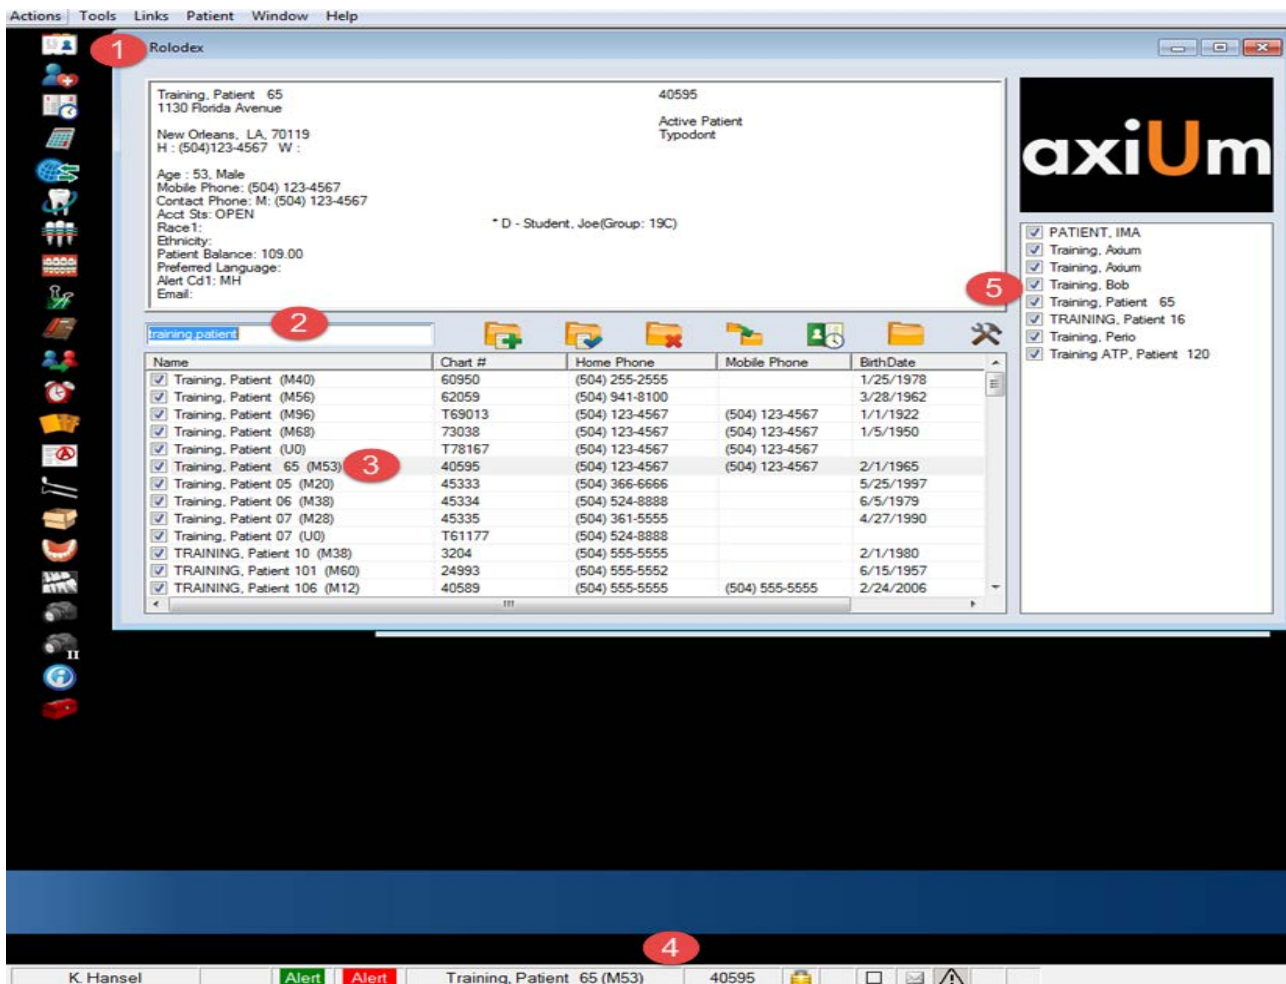 Actions Tools Links Patient Window Help
1 Rolodex
Training, Patient 65 40595
1130 Florida Avenue
Active Patient
New Orleans, LA, 70119 Typodont
H : (504)123-4567 W :
Age : 53, Male
Mobile Phone: (504) 123-4567
Contact Phone: M: (504) 123-4567
Acct Sts: OPEN
Race1: * D - Student, Joe(Group: 19C)
Ethnicity:
Patient Balance: 109.00
Preferred Language:
Alert Cd1: MH
Email:
axiUm
PATIENT, IMA
Training, Axium
Training, Axium
5 Training, Bob
Training, Patient 65
TRAINING, Patient 16
Training, Perio
Training ATP, Patient 120
2
training,patient
Name Chart # Home Phone Mobile Phone BirthDate
Training, Patient (M40) 60950 (504) 255-2555 1/25/1978
Training, Patient (M56) 62059 (504) 941-8100 3/28/1962
Training, Patient (M96) T69013 (504) 123-4567 (504) 123-4567 1/1/1922
Training, Patient (M68) 73038 (504) 123-4567 (504) 123-4567 1/5/1950
Training, Patient (U0) T78167 (504) 123-4567 (504) 123-4567
Training, Patient 65 (M53) 3 40595 (504) 123-4567 (504) 123-4567 2/1/1965
Training, Patient 05 (M20) 45333 (504) 366-6666 5/25/1997
Training, Patient 06 (M38) 45334 (504) 524-8888 6/5/1979
Training, Patient 07 (M28) 45335 (504) 361-5555 4/27/1990
Training, Patient 07 (U0) T61177 (504) 524-8888
TRAINING, Patient 10 (M38) 3204 (504) 555-5555 2/1/1980
TRAINING, Patient 101 (M60) 24993 (504) 555-5552 6/15/1957
TRAINING, Patient 106 (M12) 40589 (504) 555-5555 (504) 555-5555 2/24/2006
II
4
K. Hansel Alert Alert Training, Patient 65 (M53) 40595